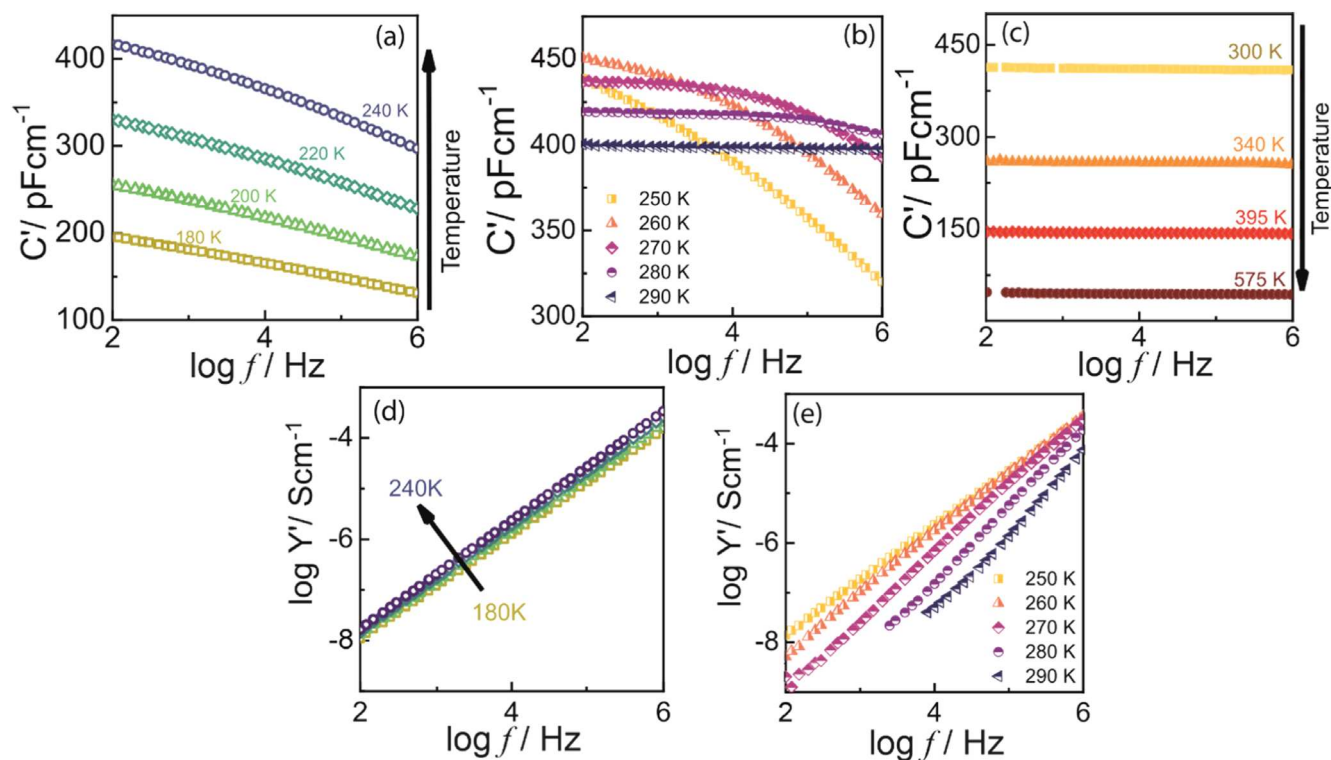 (a)
C'/ pFcm⁻¹
400
300
200
100
240 K
220 K
200 K
180 K
2
4
6
log f / Hz
Temperature
(b)
C'/ pFcm⁻¹
450
400
350
300
250 K
260 K
270 K
280 K
290 K
2
4
6
log f / Hz
(c)
C'/ pFcm⁻¹
450
300
150
300 K
340 K
395 K
575 K
2
4
6
log f / Hz
Temperature
(d)
log Y'/ Scm⁻¹
-4
-6
-8
240K
180K
2
4
6
log f / Hz
(e)
log Y'/ Scm⁻¹
-4
-6
-8
250 K
260 K
270 K
280 K
290 K
2
4
6
log f / Hz